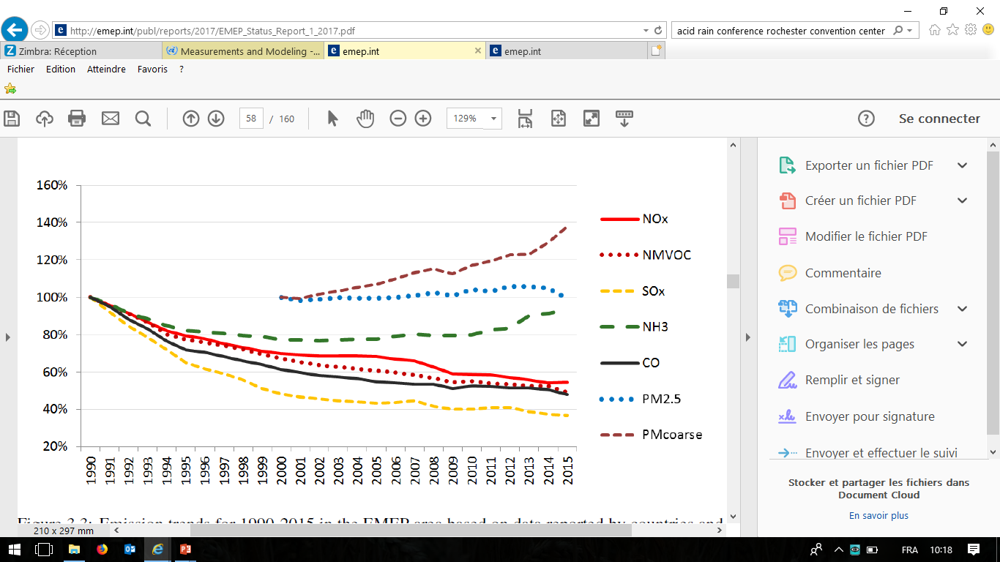 http://emep.int/publ/reports/2017/EMEP_Status_Report_1_2017.pdf
acid rain conference rochester convention center
Zimbra: Réception
Measurements and Modeling -...
emep.int
emep.int
Fichier Edition Atteindre Favoris ?
58 / 160
129%
Se connecter
160%
140%
120%
100%
80%
60%
40%
20%
1990 1991 1992 1993 1994 1995 1996 1997 1998 1999 2000 2001 2002 2003 2004 2005 2006 2007 2008 2009 2010 2011 2012 2013 2014 2015
NOx
NMVOC
SOx
NH3
CO
PM2.5
PMcoarse
Figure 3.3: Emission trends for 1990-2015 in the EMEP area based on data reported by countries and
210 x 297 mm
Exporter un fichier PDF
Créer un fichier PDF
Modifier le fichier PDF
Commentaire
Combinaison de fichiers
Organiser les pages
Remplir et signer
Envoyer pour signature
Envoyer et effectuer le suivi
Stocker et partager les fichiers dans
Document Cloud
En savoir plus
FRA 10:18